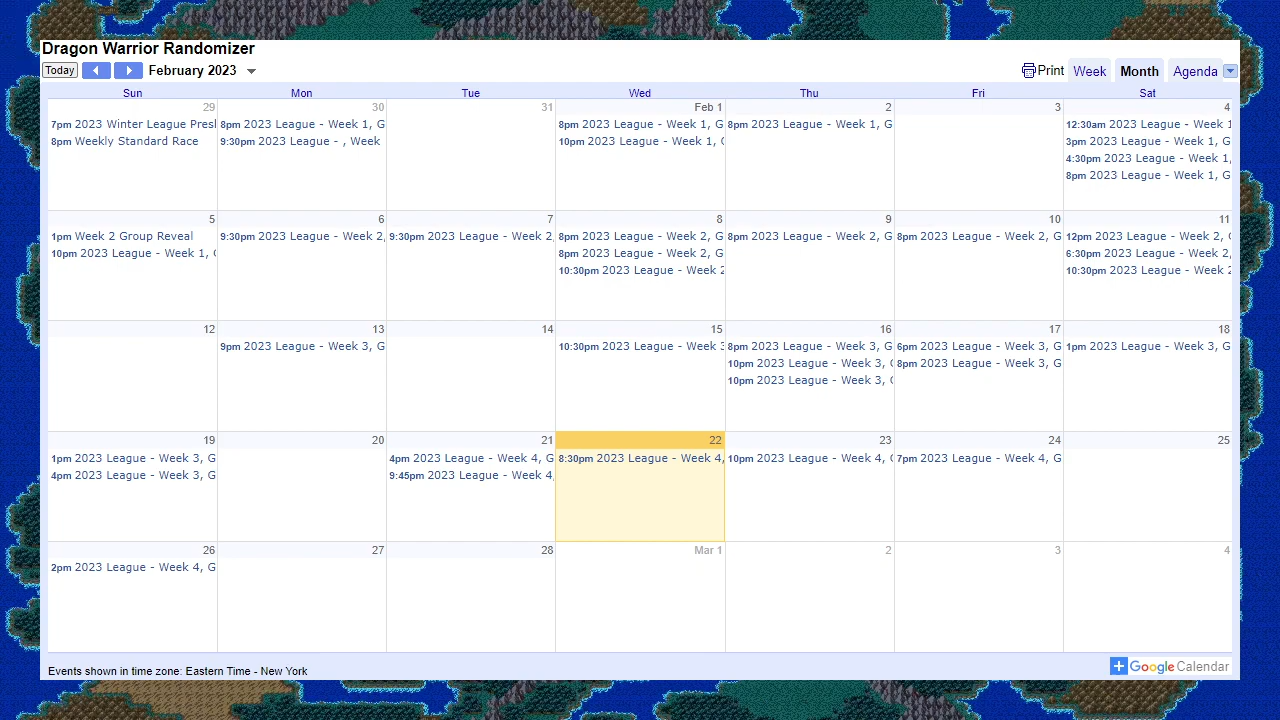 Dragon Warrior Randomizer
Today February 2023 Print Week Month Agenda
Sun Mon Tue Wed Thu Fri Sat
29 30 31 Feb 1 2 3 4
7pm 2023 Winter League Pres 8pm 2023 League - Week 1, G 8pm 2023 League - Week 1, G 8pm 2023 League - Week 1, G 12:30am 2023 League - Week 1
8pm Weekly Standard Race 9:30pm 2023 League - , Week 10pm 2023 League - Week 1, 3pm 2023 League - Week 1, G
4:30pm 2023 League - Week 1,
8pm 2023 League - Week 1, G
5 6 7 8 9 10 11
1pm Week 2 Group Reveal 9:30pm 2023 League - Week 2, 9:30pm 2023 League - Week 2, 8pm 2023 League - Week 2, G 8pm 2023 League - Week 2, G 8pm 2023 League - Week 2, G 12pm 2023 League - Week 2,
10pm 2023 League - Week 1, 8pm 2023 League - Week 2, G 6:30pm 2023 League - Week 2,
10:30pm 2023 League - Week 2 10:30pm 2023 League - Week 2
12 13 14 15 16 17 18
9pm 2023 League - Week 3, G 10:30pm 2023 League - Week 3 8pm 2023 League - Week 3, G 6pm 2023 League - Week 3, G 1pm 2023 League - Week 3, G
10pm 2023 League - Week 3, 8pm 2023 League - Week 3, G
10pm 2023 League - Week 3,
19 20 21 22 23 24 25
1pm 2023 League - Week 3, G 4pm 2023 League - Week 4, G 8:30pm 2023 League - Week 4, 10pm 2023 League - Week 4, 7pm 2023 League - Week 4, G
4pm 2023 League - Week 3, G 9:45pm 2023 League - Week 4,
26 27 28 Mar 1 2 3 4
2pm 2023 League - Week 4, G
Events shown in time zone: Eastern Time - New York
Google Calendar